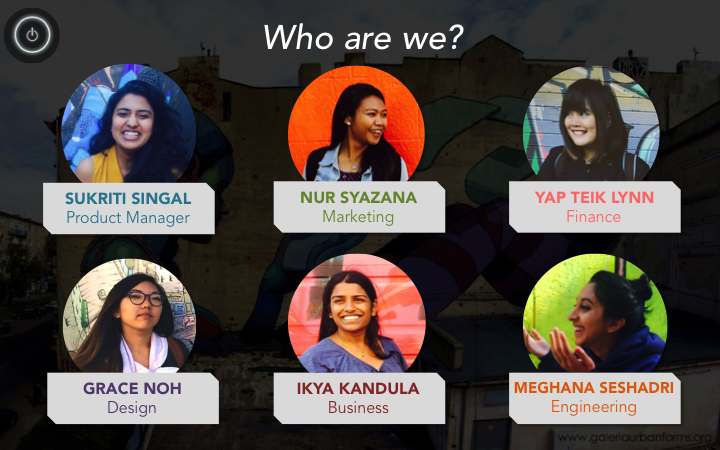 Who are we?
SUKRITI SINGAL
Product Manager
NUR SYAZANA
Marketing
YAP TEIK LYNN
Finance
GRACE NOH
Design
IKYA KANDULA
Business
MEGHANA SESHADRI
Engineering
www.galeriaurbanforms.org